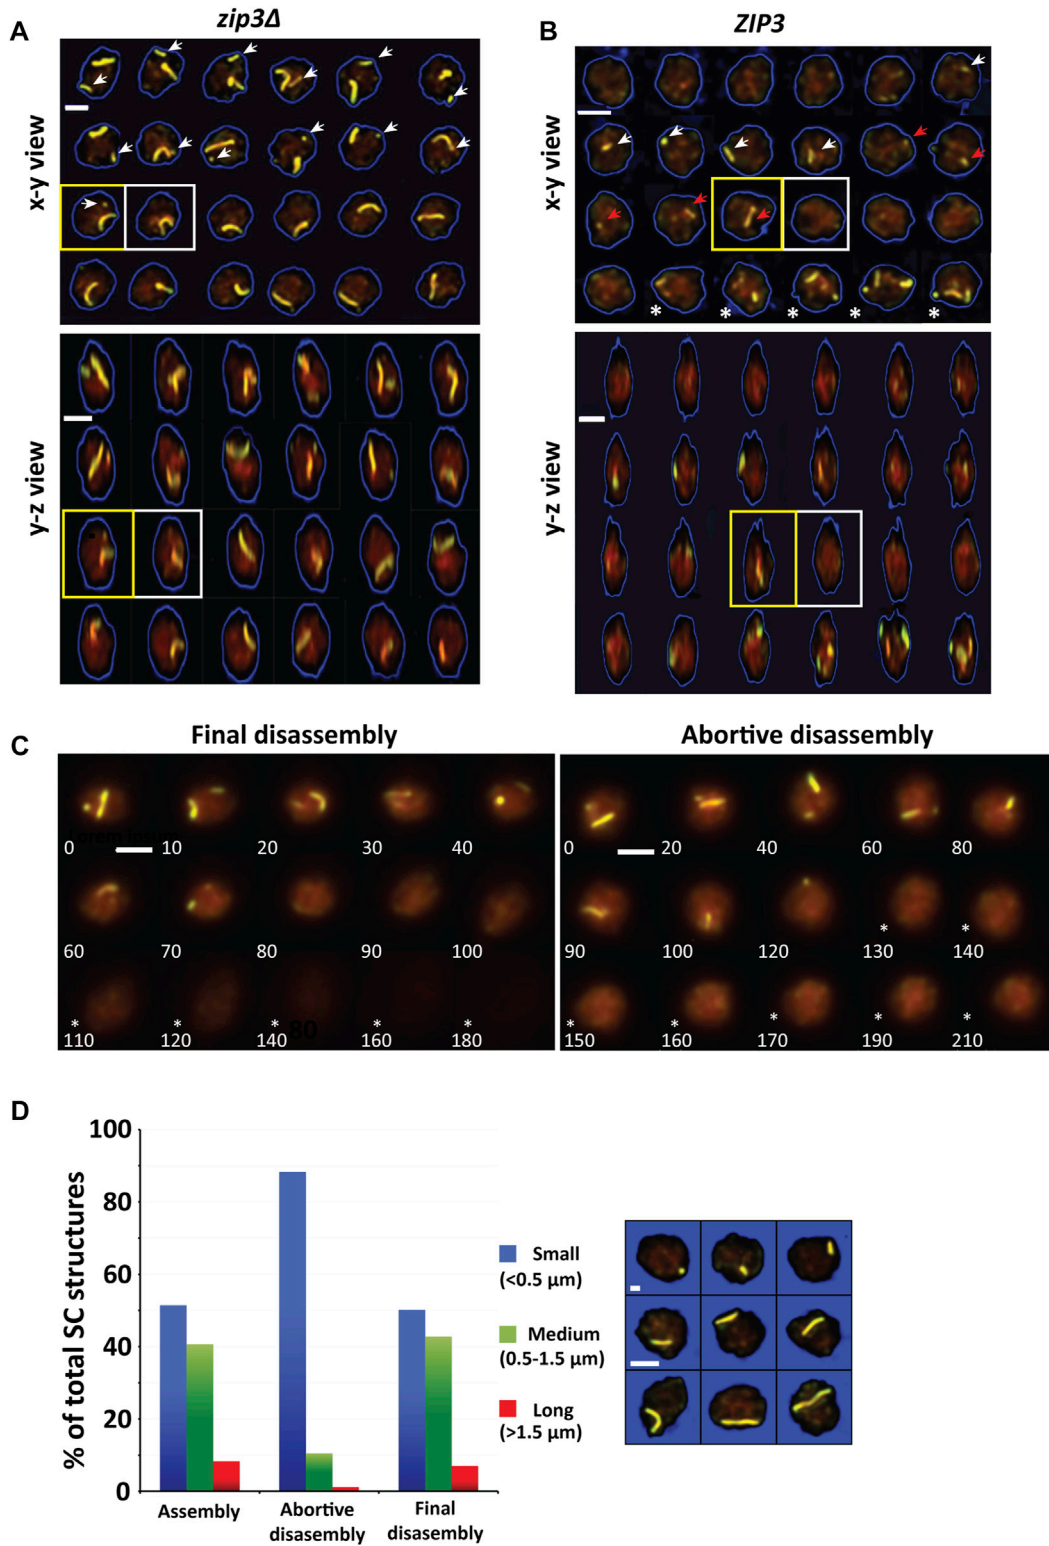 A
zip3Δ
x-y view
y-z view
B
ZIP3
x-y view
* * * * *
y-z view
C
Final disassembly
0 10 20 30 40
60 70 80 90 100
* * * * *
110 120 140 80 160 180
Abortive disassembly
0 20 40 60 80
90 100 120 130 * 140 *
* * * * *
150 160 170 190 210
D
% of total SC structures
100
80
60
40
20
0
Assembly
Abortive
disasembly
Final
disasembly
Small
(<0.5 µm)
Medium
(0.5-1.5 µm)
Long
(>1.5 µm)